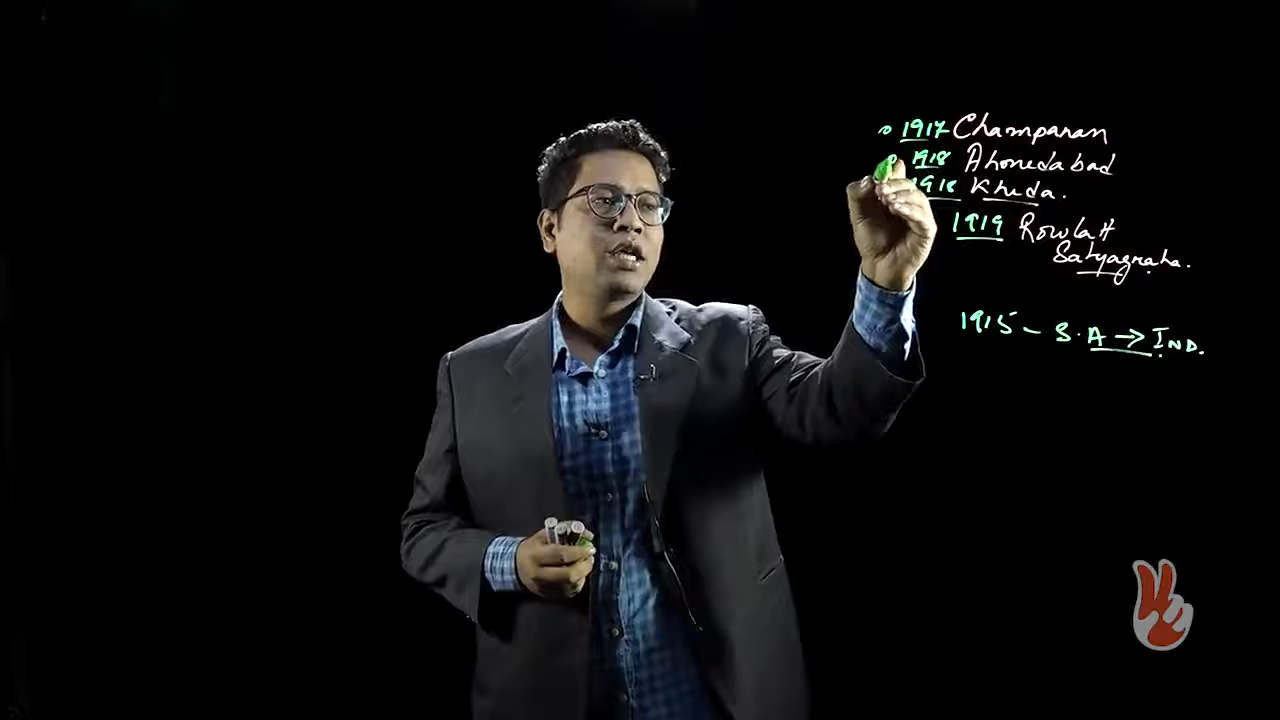 1917 Champaran
1918 Ahmedabad
1918 Kheda.
1919 Rowlatt
Satyagraha.
1915 - S.A → IND.